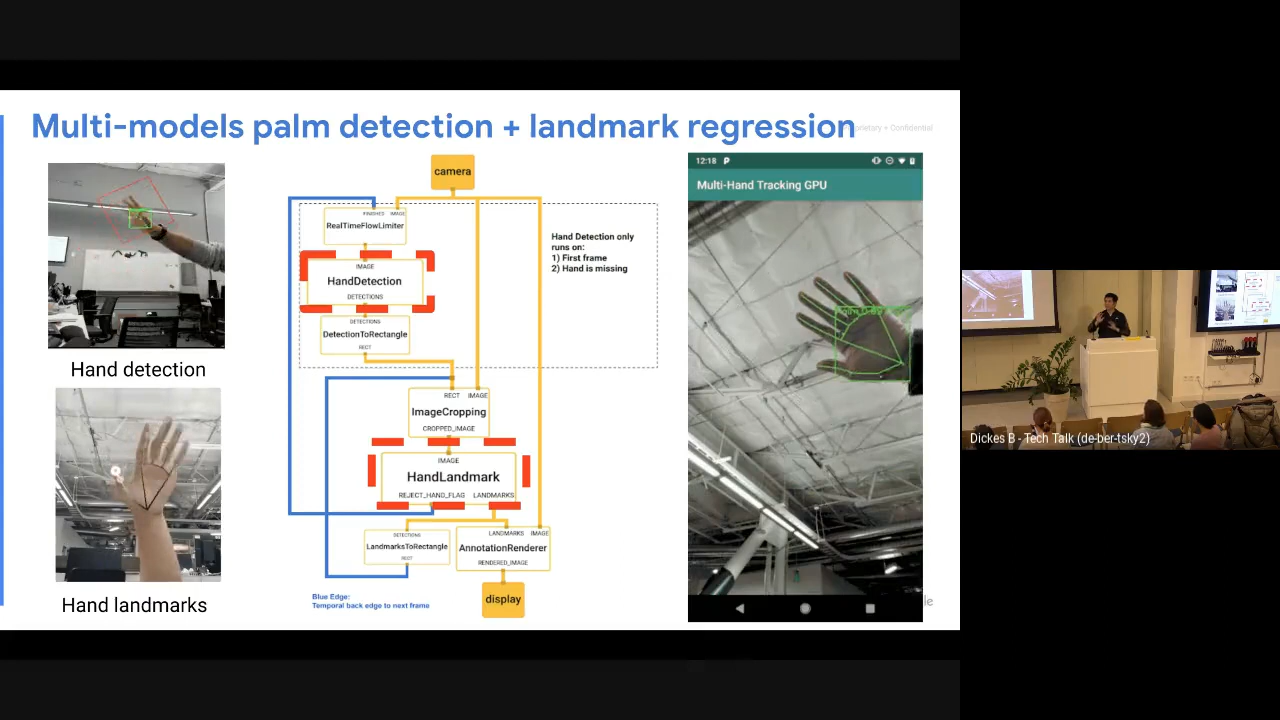 Multi-models palm detection + landmark regression
Proprietary + Confidential
Hand detection
Hand landmarks
camera
FINISHED IMAGE
RealTimeFlowLimiter
IMAGE
HandDetection
DETECTIONS
DETECTIONS
DetectionToRectangle
RECT
Hand Detection only
runs on:
1) First frame
2) Hand is missing
RECT IMAGE
ImageCropping
CROPPED_IMAGE
IMAGE
HandLandmark
REJECT_HAND_FLAG LANDMARKS
DETECTIONS
LandmarksToRectangle
RECT
LANDMARKS IMAGE
AnnotationRenderer
RENDERED_IMAGE
display
Blue Edge:
Temporal back edge to next frame
12:18
Multi-Hand Tracking GPU
le
Dickes B - Tech Talk (de-ber-tsky2)